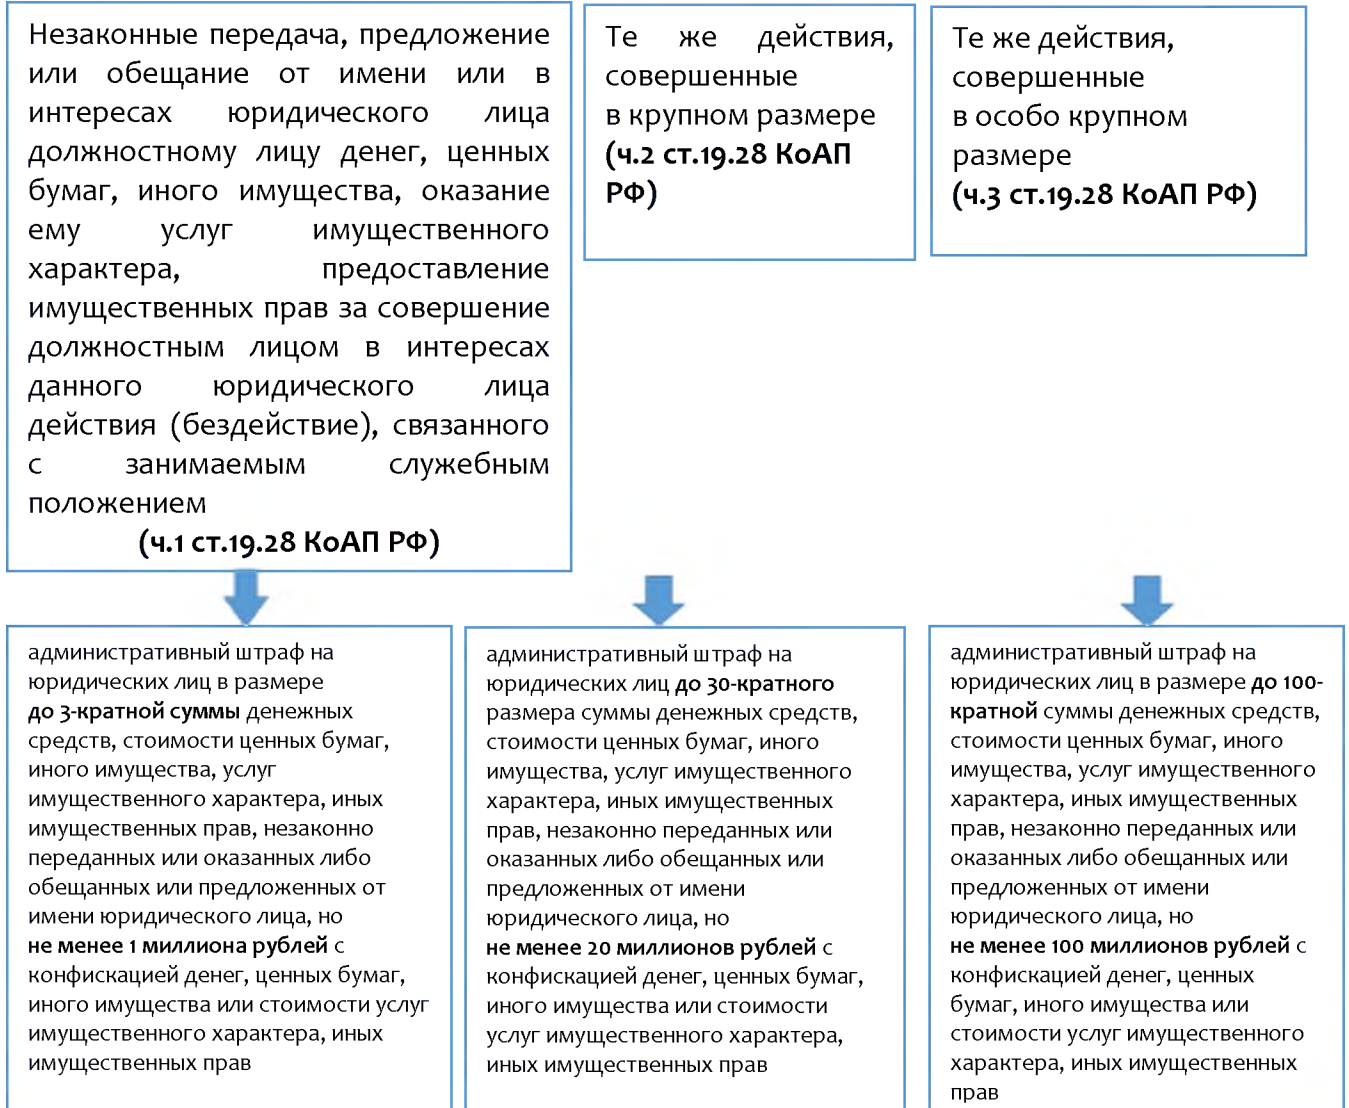 Незаконные передача, предложение
или обещание от имени или в
интересах юридического лица
должностному лицу денег, ценных
бумаг, иного имущества, оказание
ему услуг имущественного
характера, предоставление
имущественных прав за совершение
должностным лицом в интересах
данного юридического лица
действия (бездействие), связанного
с занимаемым служебным
положением
(ч.1 ст.19.28 КоАП РФ)
Те же действия,
совершенные
в крупном размере
(ч.2 ст.19.28 КоАП
РФ)
Те же действия,
совершенные
в особо крупном
размере
(ч.3 ст.19.28 КоАП РФ)
административный штраф на
юридических лиц в размере
до 3-кратной суммы денежных
средств, стоимости ценных бумаг,
иного имущества, услуг
имущественного характера, иных
имущественных прав, незаконно
переданных или оказанных либо
обещанных или предложенных от
имени юридического лица, но
не менее 1 миллиона рублей с
конфискацией денег, ценных бумаг,
иного имущества или стоимости услуг
имущественного характера, иных
имущественных прав
административный штраф на
юридических лиц до 30-кратного
размера суммы денежных средств,
стоимости ценных бумаг, иного
имущества, услуг имущественного
характера, иных имущественных
прав, незаконно переданных или
оказанных либо обещанных или
предложенных от имени
юридического лица, но
не менее 20 миллионов рублей с
конфискацией денег, ценных бумаг,
иного имущества или стоимости
услуг имущественного характера,
иных имущественных прав
административный штраф на
юридических лиц в размере до 100-
кратной суммы денежных средств,
стоимости ценных бумаг, иного
имущества, услуг имущественного
характера, иных имущественных
прав, незаконно переданных или
оказанных либо обещанных или
предложенных от имени
юридического лица, но
не менее 100 миллионов рублей с
конфискацией денег, ценных
бумаг, иного имущества или
стоимости услуг имущественного
характера, иных имущественных
прав